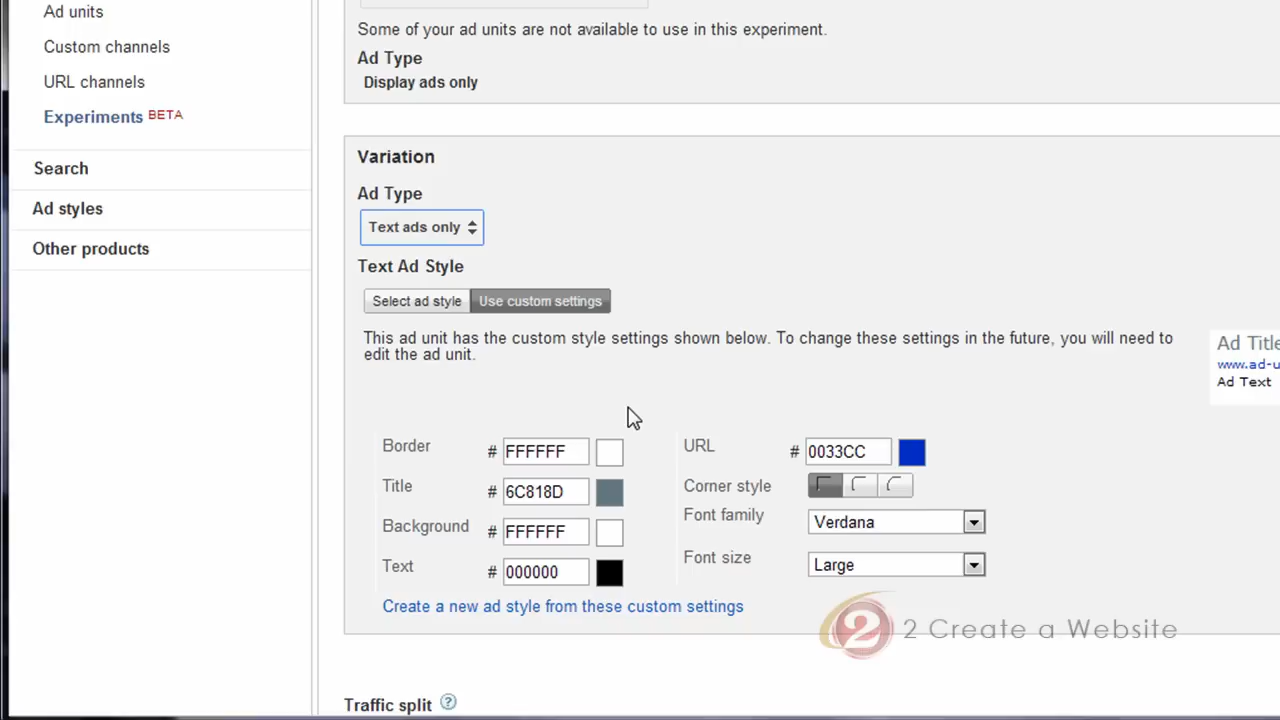 Ad units
Custom channels
URL channels
Experiments BETA
Search
Ad styles
Other products
Some of your ad units are not available to use in this experiment.
Ad Type
Display ads only
Variation
Ad Type
Text ads only
Text Ad Style
Select ad style
Use custom settings
This ad unit has the custom style settings shown below. To change these settings in the future, you will need to
edit the ad unit.
Ad Title
www.ad-u
Ad Text
Border # FFFFFF
Title # 6C818D
Background # FFFFFF
Text # 000000
URL # 0033CC
Corner style
Font family Verdana
Font size Large
Create a new ad style from these custom settings
2 2 Create a Website
Traffic split ?